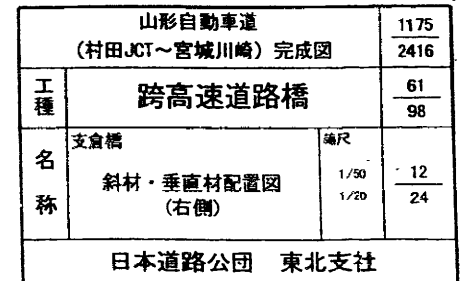 山形自動車道
(村田JCT～宮城川崎) 完成図
1175
2416
工種
跨高速道路橋
61
98
名称
支倉橋
斜材・垂直材配置図
(右側)
縮尺
1/50
1/20
12
24
日本道路公団 東北支社